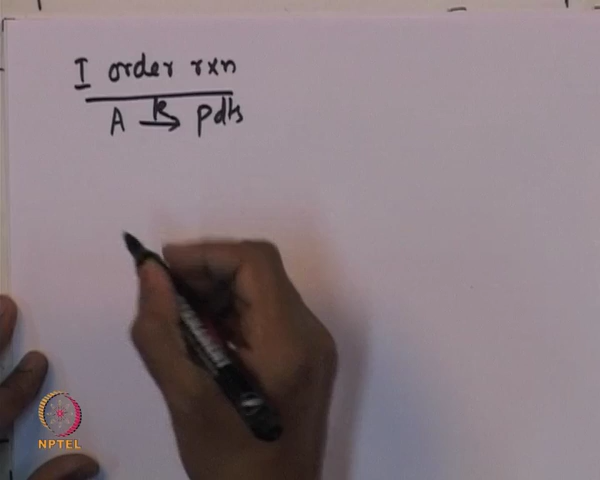 I order rxn
A k→ Pdts
NPTEL